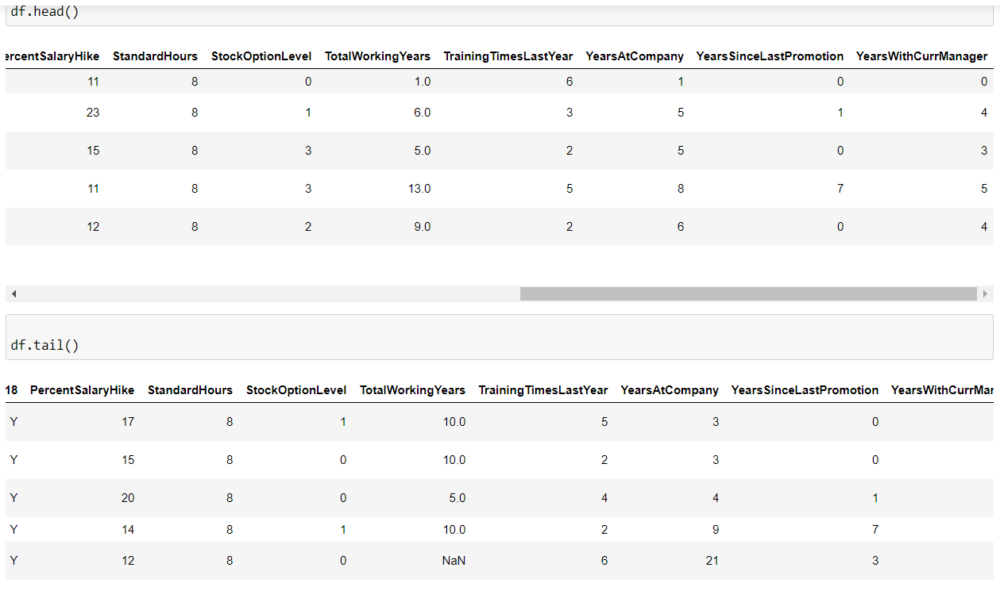 df.head()
ercentSalaryHike StandardHours StockOptionLevel TotalWorkingYears TrainingTimesLastYear YearsAtCompany YearsSinceLastPromotion YearsWithCurrManager
11 8 0 1.0 6 1 0 0
23 8 1 6.0 3 5 1 4
15 8 3 5.0 2 5 0 3
11 8 3 13.0 5 8 7 5
12 8 2 9.0 2 6 0 4
df.tail()
18 PercentSalaryHike StandardHours StockOptionLevel TotalWorkingYears TrainingTimesLastYear YearsAtCompany YearsSinceLastPromotion YearsWithCurrMar
Y 17 8 1 10.0 5 3 0
Y 15 8 0 10.0 2 3 0
Y 20 8 0 5.0 4 4 1
Y 14 8 1 10.0 2 9 7
Y 12 8 0 NaN 6 21 3